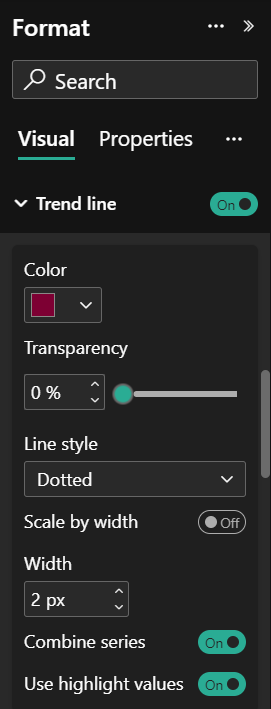 Format
Search
Visual Properties
Trend line On
Color
Transparency
0 %
Line style
Dotted
Scale by width Off
Width
2 px
Combine series On
Use highlight values On